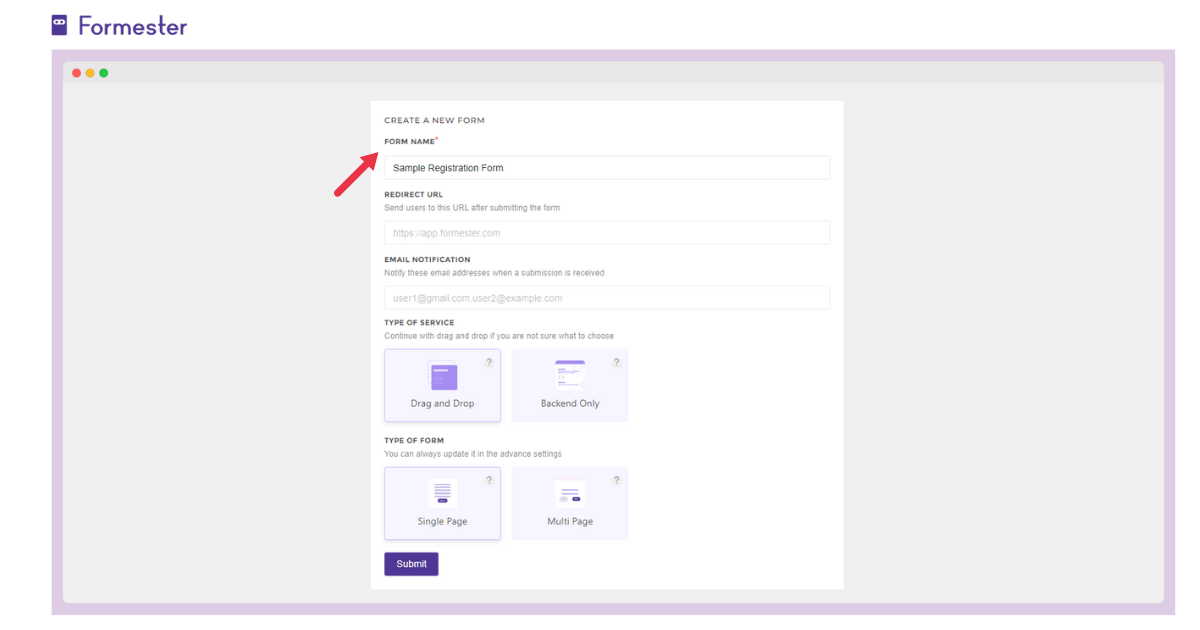 Formester
CREATE A NEW FORM
FORM NAME*
Sample Registration Form
REDIRECT URL
Send users to this URL after submitting the form
https://app.formester.com
EMAIL NOTIFICATION
Notify these email addresses when a submission is received
user1@gmail.com,user2@example.com
TYPE OF SERVICE
Continue with drag and drop if you are not sure what to choose
? ?
Drag and Drop Backend Only
TYPE OF FORM
You can always update it in the advance settings
? ?
Single Page Multi Page
Submit